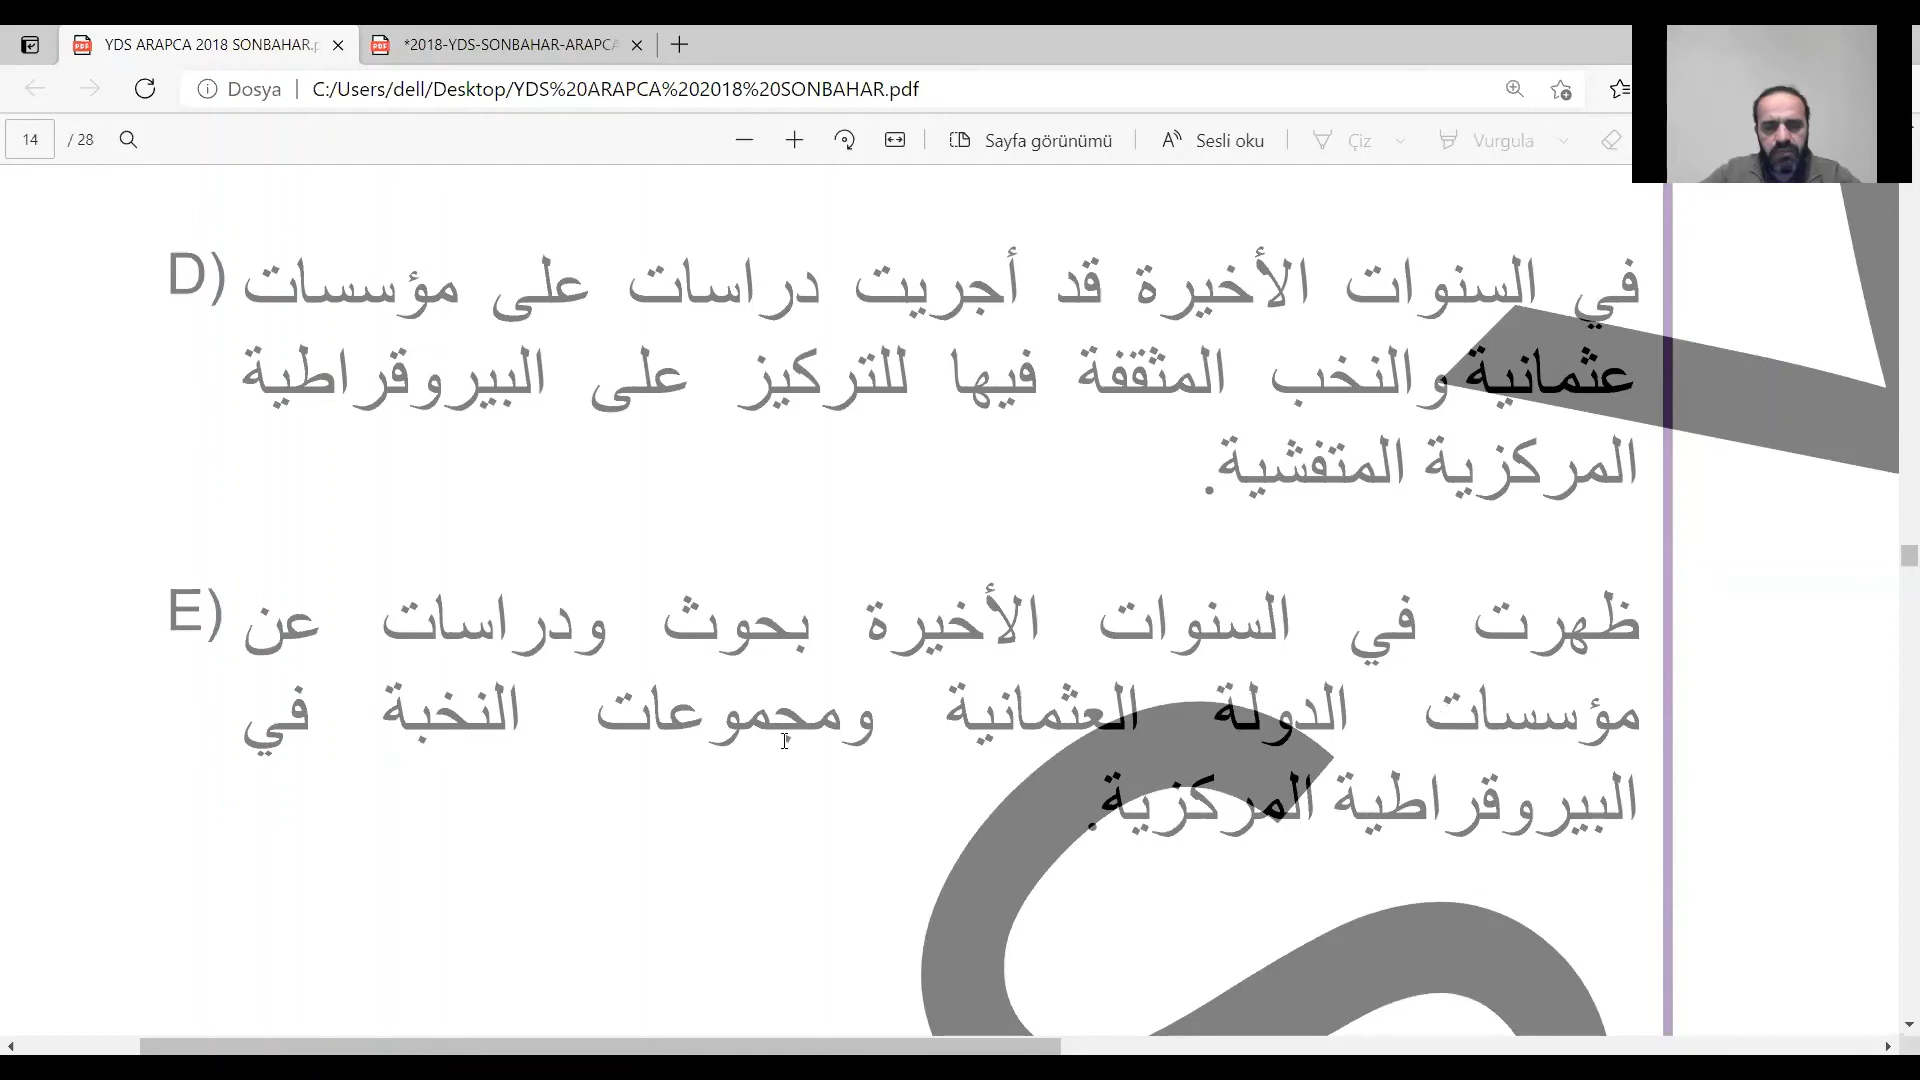 YDS ARAPCA 2018 SONBAHAR.p
*2018-YDS-SONBAHAR-ARAPCA
Dosya
C:/Users/dell/Desktop/YDS%20ARAPCA%202018%20SONBAHAR.pdf
14 / 28
Sayfa görünümü
Sesli oku
Çiz
Vurgula
D) في السنوات الأخيرة قد أجريت دراسات على مؤسسات
عثمانية والنخب المثقفة فيها للتركيز على البيروقراطية
المركزية المتفشية.
E) ظهرت في السنوات الأخيرة بحوث ودراسات عن
مؤسسات الدولة العثمانية ومجموعات النخبة في
البيروقراطية المركزية.